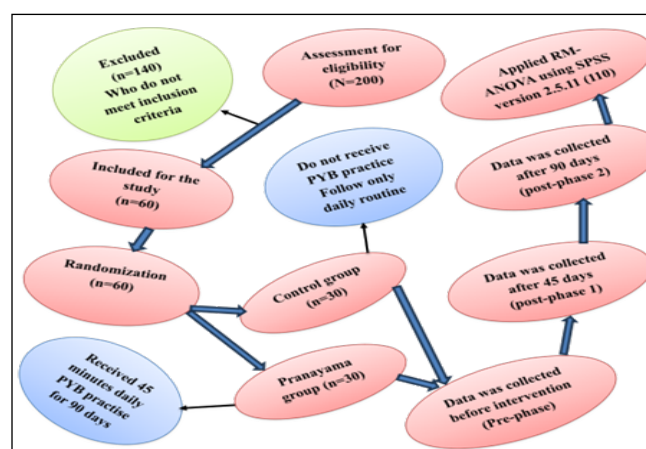 Excluded
(n=140)
Who do not
meet inclusion
criteria
Assessment for
eligibility
(N=200)
Applied RM-
ANOVA using SPSS
version 2.5.11 (110)
Included for the
study
(n=60)
Do not receive
PYB practice
Follow only
daily routine
Data was collected
after 90 days
(post-phase 2)
Randomization
(n=60)
Control group
(n=30)
Data was collected
after 45 days
(post-phase 1)
Received 45
minutes daily
PYB practise
for 90 days
Pranayama
group (n=30)
Data was collected
before intervention
(Pre-phase)